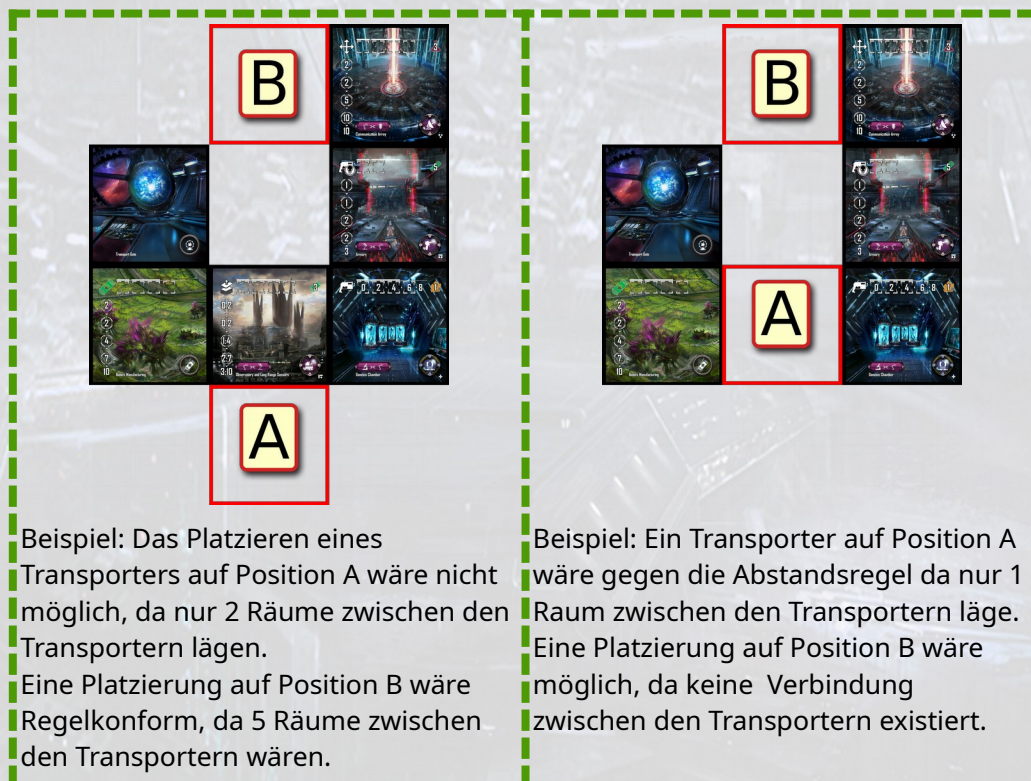 B
B
A
A
Beispiel: Das Platzieren eines
Transporters auf Position A wäre nicht
möglich, da nur 2 Räume zwischen den
Transportern lägen.
Eine Platzierung auf Position B wäre
Regelkonform, da 5 Räume zwischen
den Transportern wären.
Beispiel: Ein Transporter auf Position A
wäre gegen die Abstandsregel da nur 1
Raum zwischen den Transportern läge.
Eine Platzierung auf Position B wäre
möglich, da keine  Verbindung
zwischen den Transportern existiert.